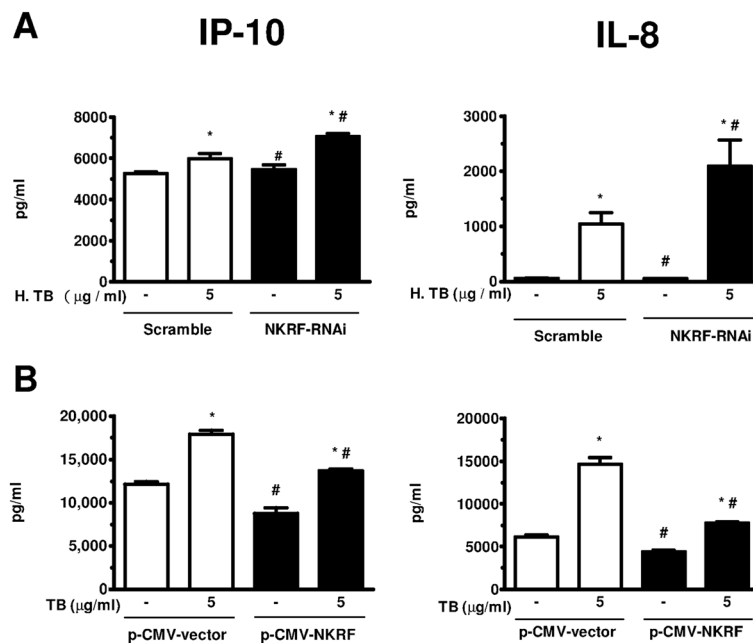 A
IP-10
IL-8
8000
6000
4000
2000
0
pg/ml
*
#
* #
H. TB ( μg / ml)
-
5
-
5
Scramble
NKRF-RNAi
3000
2000
1000
0
pg/ml
*
#
* #
H. TB (μg / ml)
-
5
-
5
Scramble
NKRF-RNAi
B
20,000
15,000
10,000
5,000
0
pg/ml
*
#
* #
TB (μg/ml)
-
5
-
5
p-CMV-vector
p-CMV-NKRF
20000
15000
10000
5000
0
pg/ml
*
#
* #
TB (μg/ml)
-
5
-
5
p-CMV-vector
p-CMV-NKRF